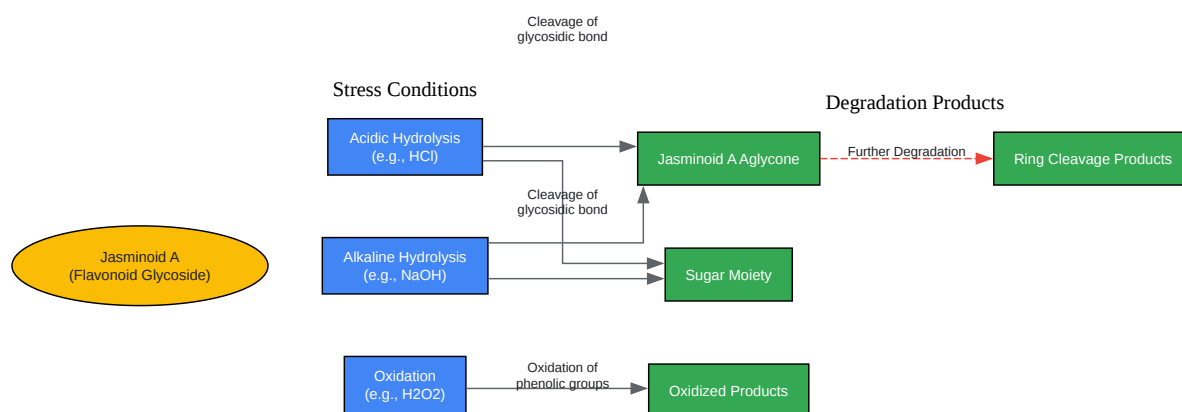 Cleavage of
glycosidic bond
Stress Conditions
Degradation Products
Acidic Hydrolysis
(e.g., HCl)
Jasminoid A Aglycone
Further Degradation
Ring Cleavage Products
Cleavage of
glycosidic bond
Jasminoid A
(Flavonoid Glycoside)
Alkaline Hydrolysis
(e.g., NaOH)
Sugar Moiety
Oxidation
(e.g., H2O2)
Oxidation of
phenolic groups
Oxidized Products